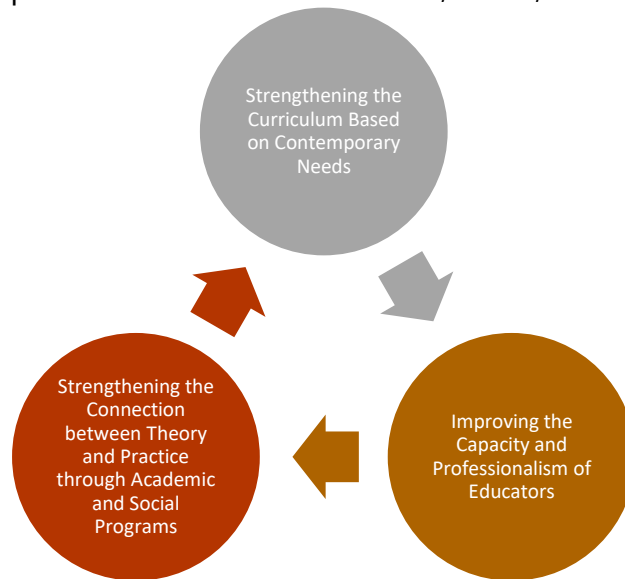 Strengthening the
Curriculum Based
on Contemporary
Needs
Improving the
Capacity and
Professionalism of
Educators
Strengthening the
Connection
between Theory
and Practice
through Academic
and Social
Programs